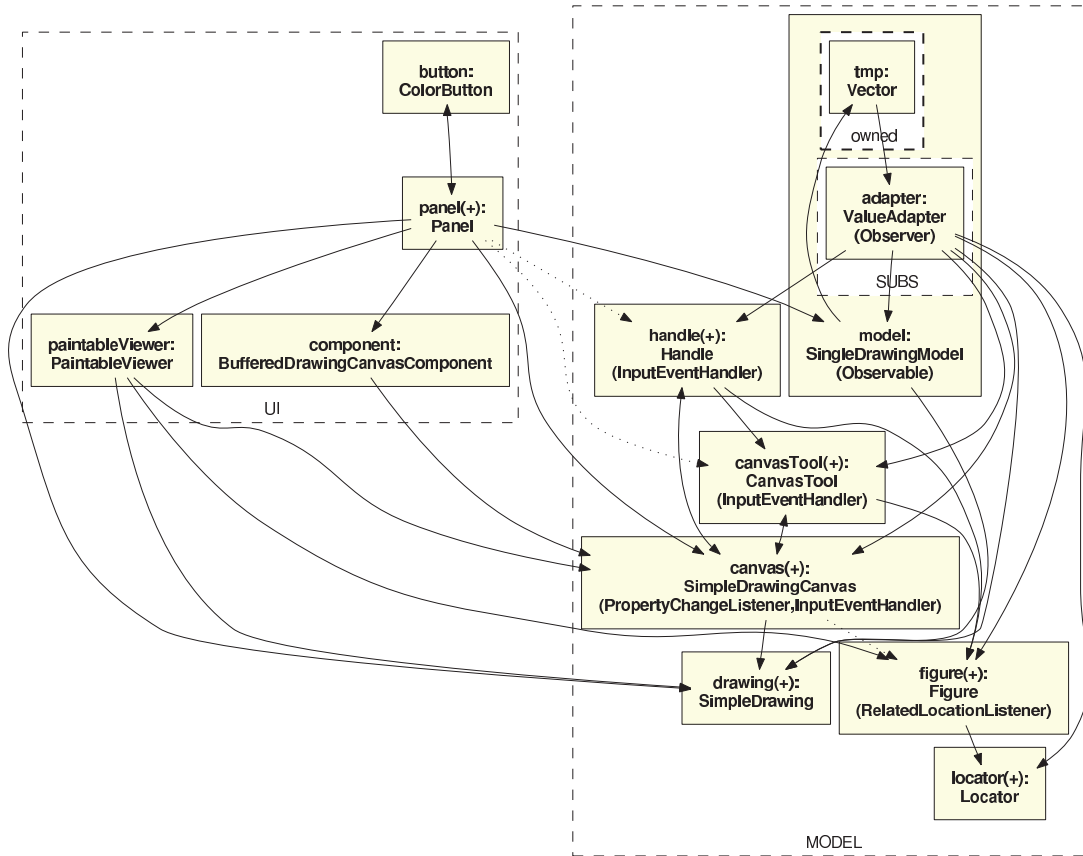 button:
ColorButton
tmp:
Vector
owned
panel(+):
Panel
adapter:
ValueAdapter
(Observer)
SUBS
paintableViewer:
PaintableViewer
component:
BufferedDrawingCanvasComponent
UI
handle(+):
Handle
(InputEventHandler)
model:
SingleDrawingModel
(Observable)
canvasTool(+):
CanvasTool
(InputEventHandler)
canvas(+):
SimpleDrawingCanvas
(PropertyChangeListener,InputEventHandler)
drawing(+):
SimpleDrawing
figure(+):
Figure
(RelatedLocationListener)
locator(+):
Locator
MODEL